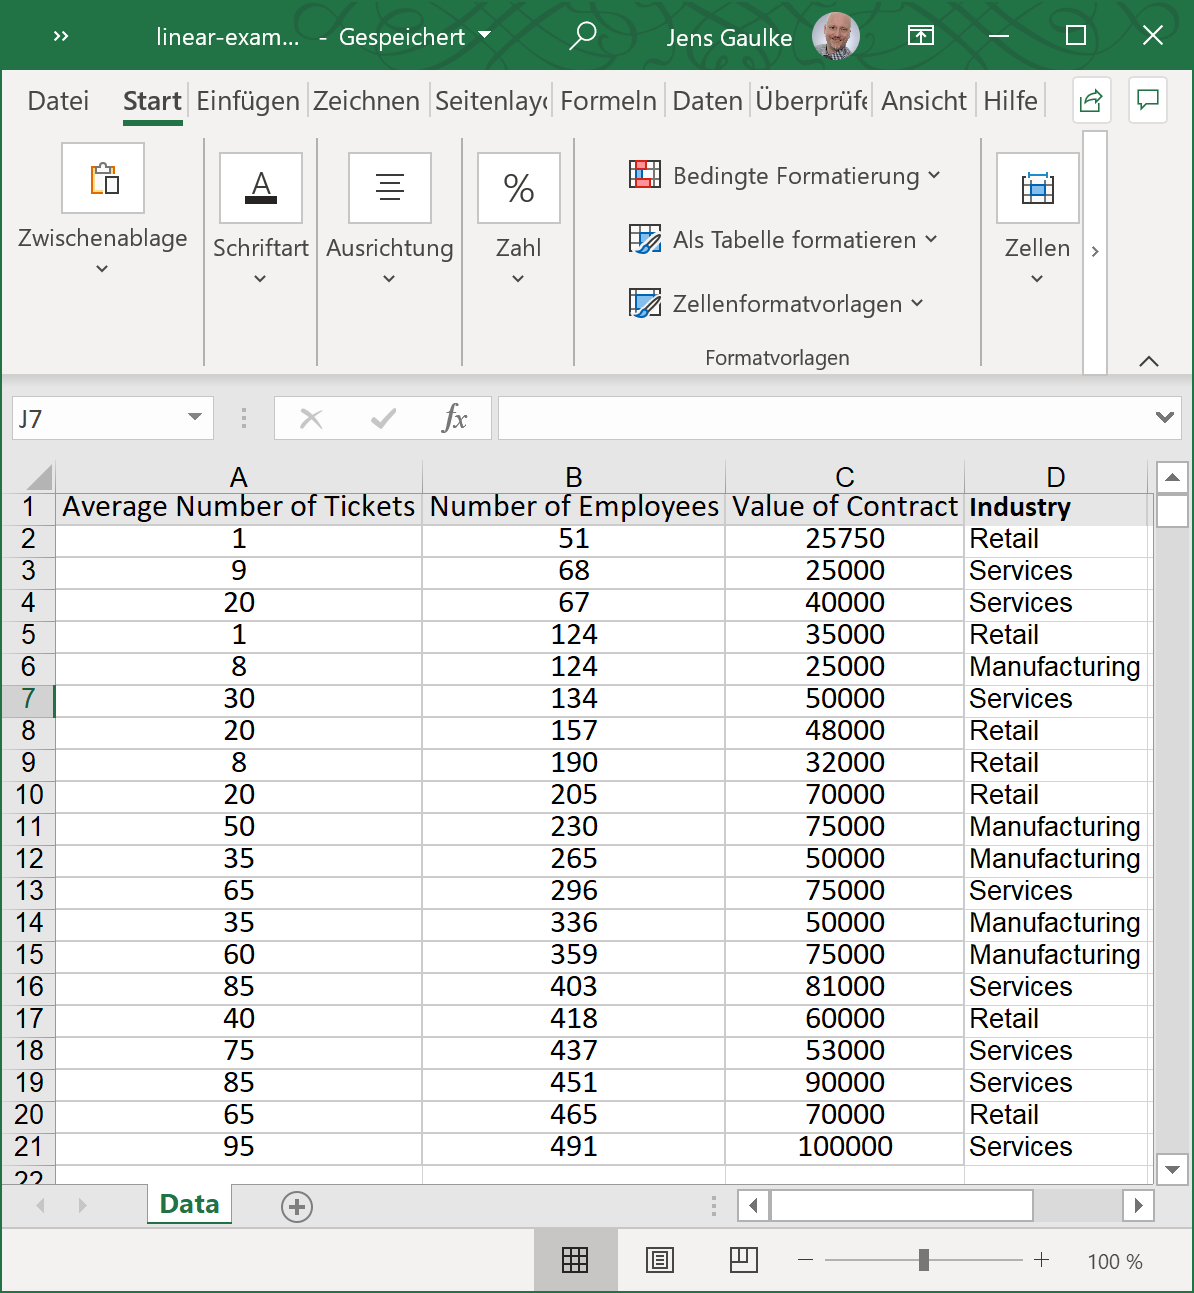 linear-exam... - Gespeichert
Jens Gaulke
Datei Start Einfügen Zeichnen Seitenlay Formeln Daten Überprüfe Ansicht Hilfe
Zwischenablage
Schriftart
Ausrichtung
%
Zahl
Bedingte Formatierung
Als Tabelle formatieren
Zellenformatvorlagen
Formatvorlagen
Zellen
J7
fx
A B C D
1 Average Number of Tickets Number of Employees Value of Contract Industry
2 1 51 25750 Retail
3 9 68 25000 Services
4 20 67 40000 Services
5 1 124 35000 Retail
6 8 124 25000 Manufacturing
7 30 134 50000 Services
8 20 157 48000 Retail
9 8 190 32000 Retail
10 20 205 70000 Retail
11 50 230 75000 Manufacturing
12 35 265 50000 Manufacturing
13 65 296 75000 Services
14 35 336 50000 Manufacturing
15 60 359 75000 Manufacturing
16 85 403 81000 Services
17 40 418 60000 Retail
18 75 437 53000 Services
19 85 451 90000 Services
20 65 465 70000 Retail
21 95 491 100000 Services
22
Data
100 %